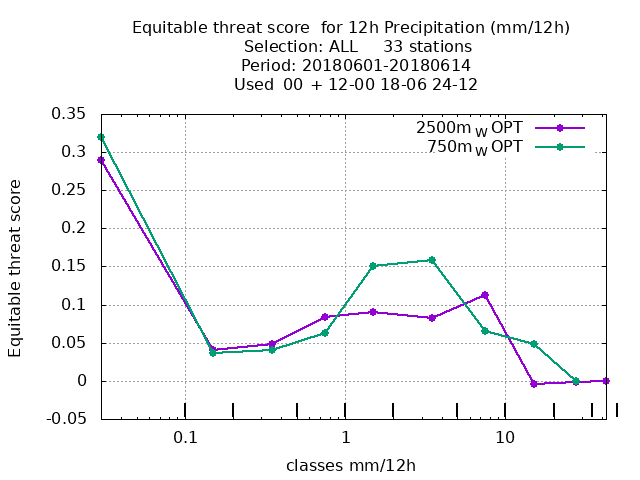 Equitable threat score  for 12h Precipitation (mm/12h)
Selection: ALL     33 stations
Period: 20180601-20180614
Used  00  + 12-00 18-06 24-12
2500m W OPT
750m W OPT
0.35
0.3
0.25
0.2
0.15
0.1
0.05
0
-0.05
Equitable threat score
0.1
1
10
classes mm/12h